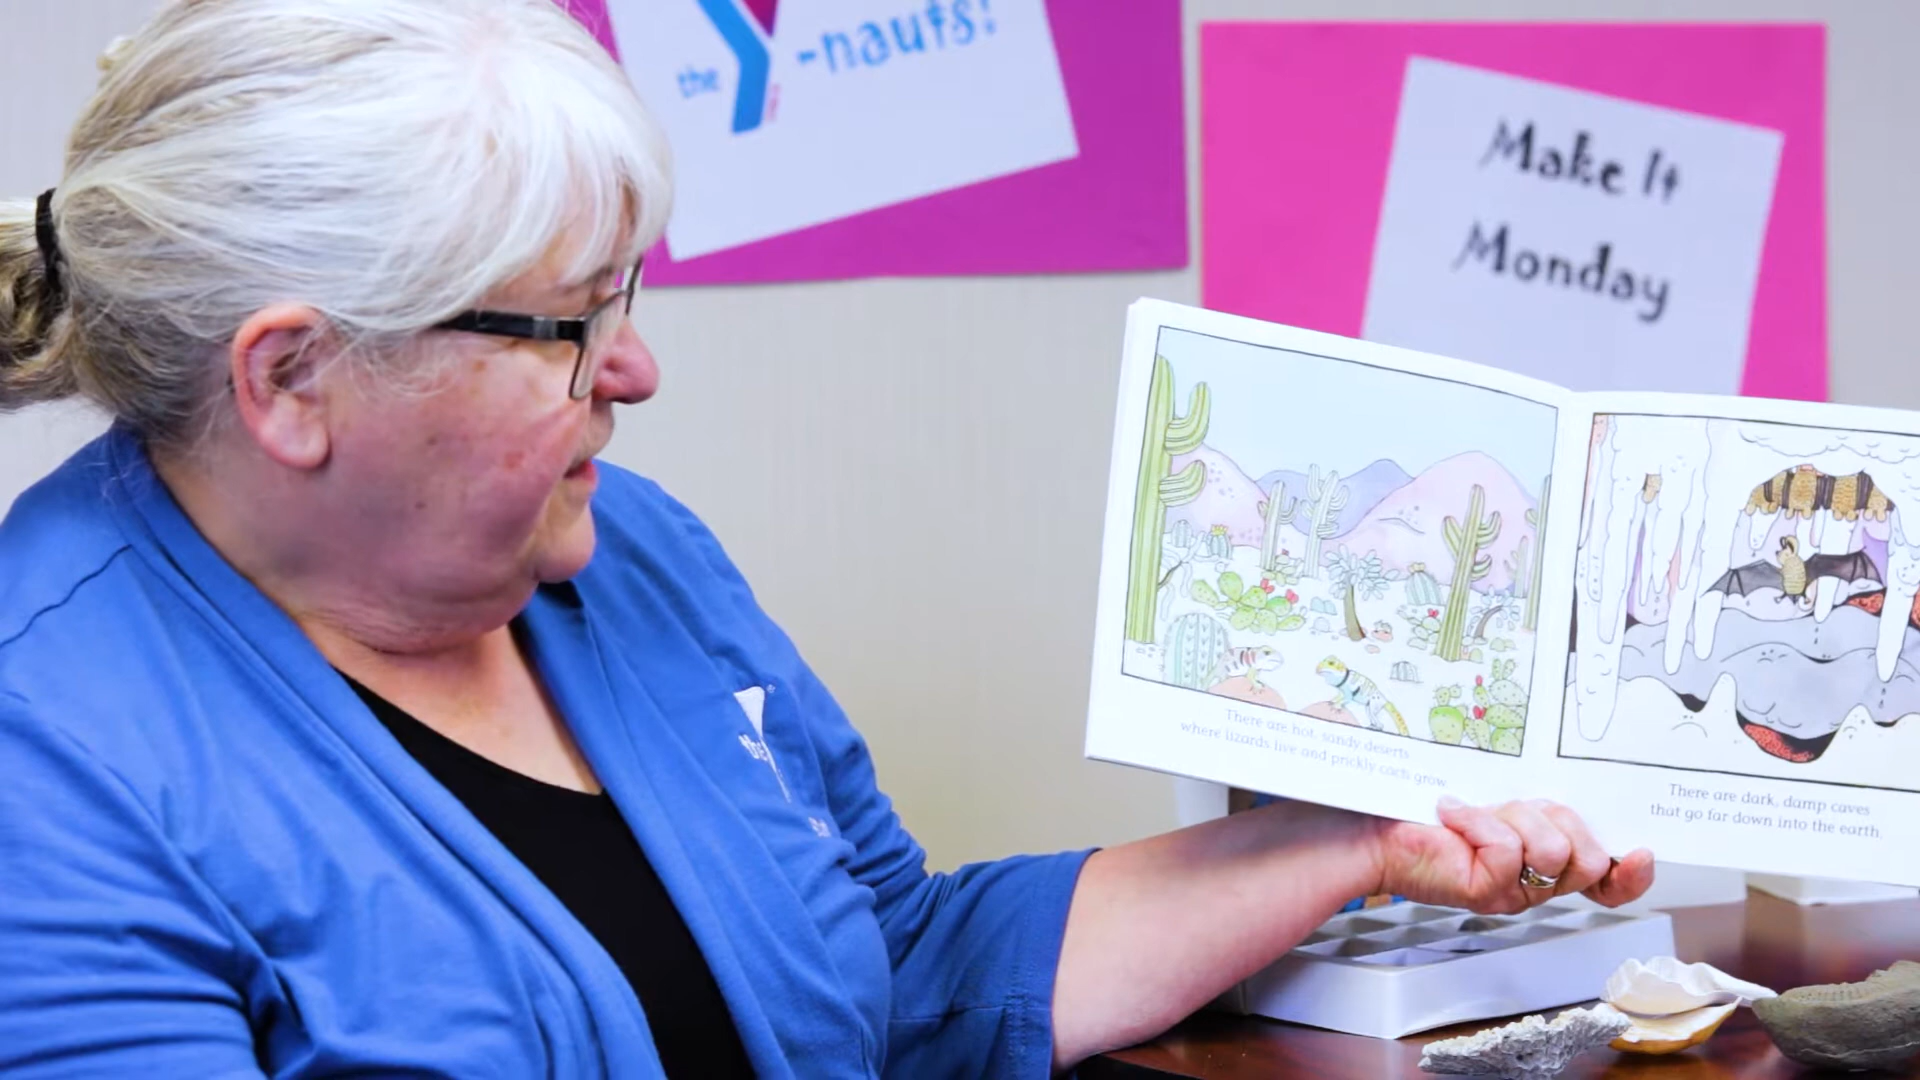 the Y -nauts!
Make It
Monday
the
There are hot, sandy deserts
where lizards live and prickly cacti grow.
There are dark, damp caves
that go far down into the earth.